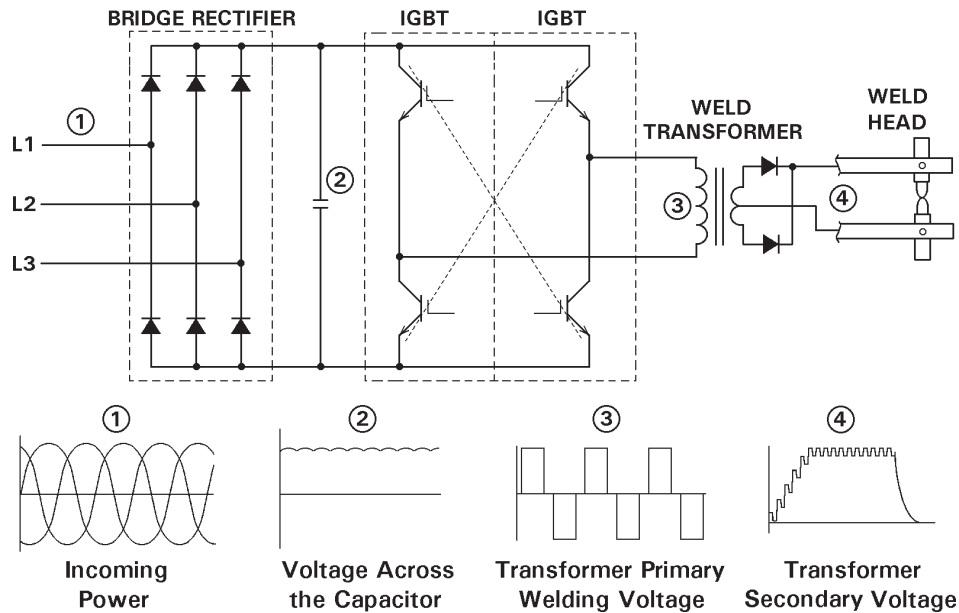 BRIDGE RECTIFIER
IGBT IGBT
WELD
TRANSFORMER
WELD
HEAD
1
L1
2
L2
3
4
L3
1
2
3
4
Incoming
Power
Voltage Across
the Capacitor
Transformer Primary
Welding Voltage
Transformer
Secondary Voltage